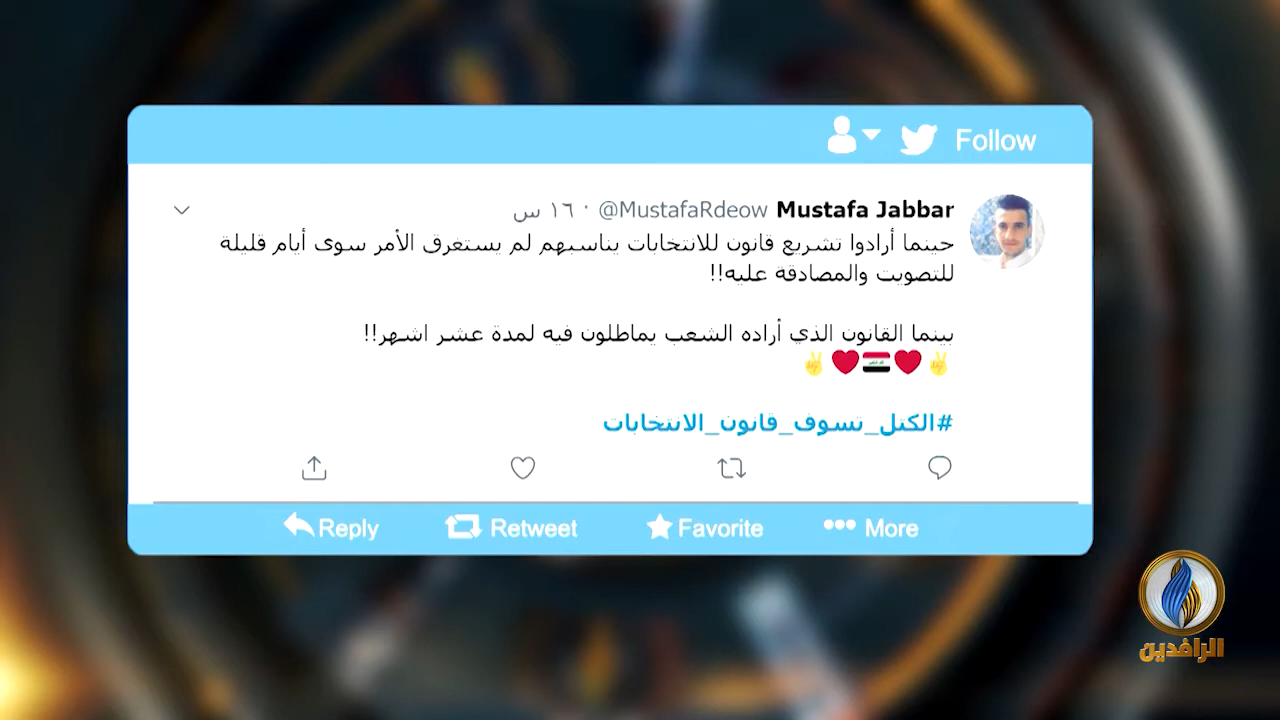 Follow
Mustafa Jabbar @MustafaRdeow · ١٦ س
حينما أرادوا تشريع قانون للانتخابات يناسبهم لم يستغرق الأمر سوى أيام قليلة
للتصويت والمصادقة عليه!!
بينما القانون الذي أراده الشعب يماطلون فيه لمدة عشر اشهر!!
✌️❤️🇮🇶❤️✌️
#الكتل_تسوف_قانون_الانتخابات
Reply Retweet Favorite More
الرافدين